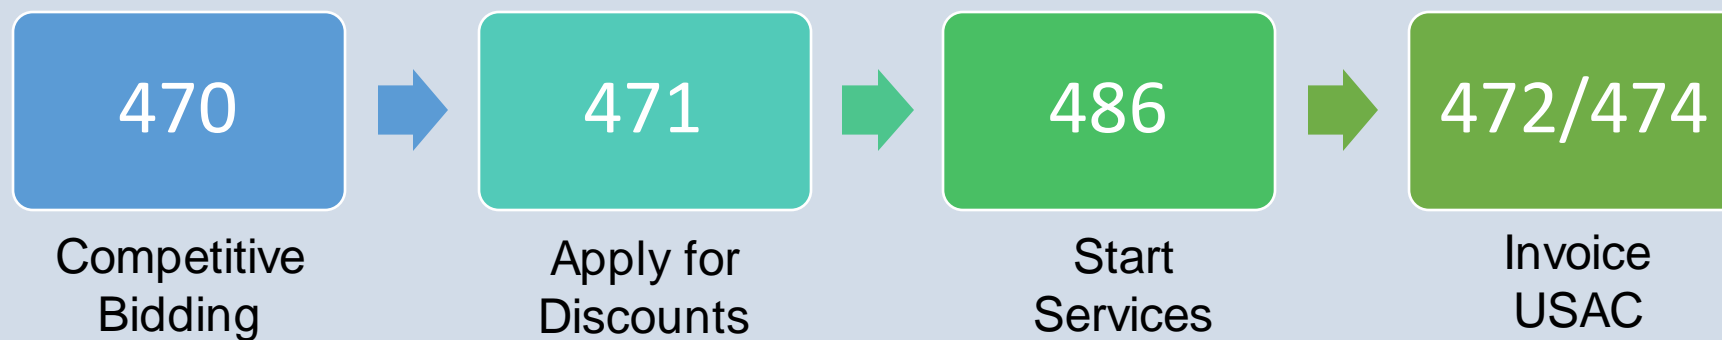 470
471
486
472/474
Competitive
Bidding
Apply for
Discounts
Start
Services
Invoice
USAC